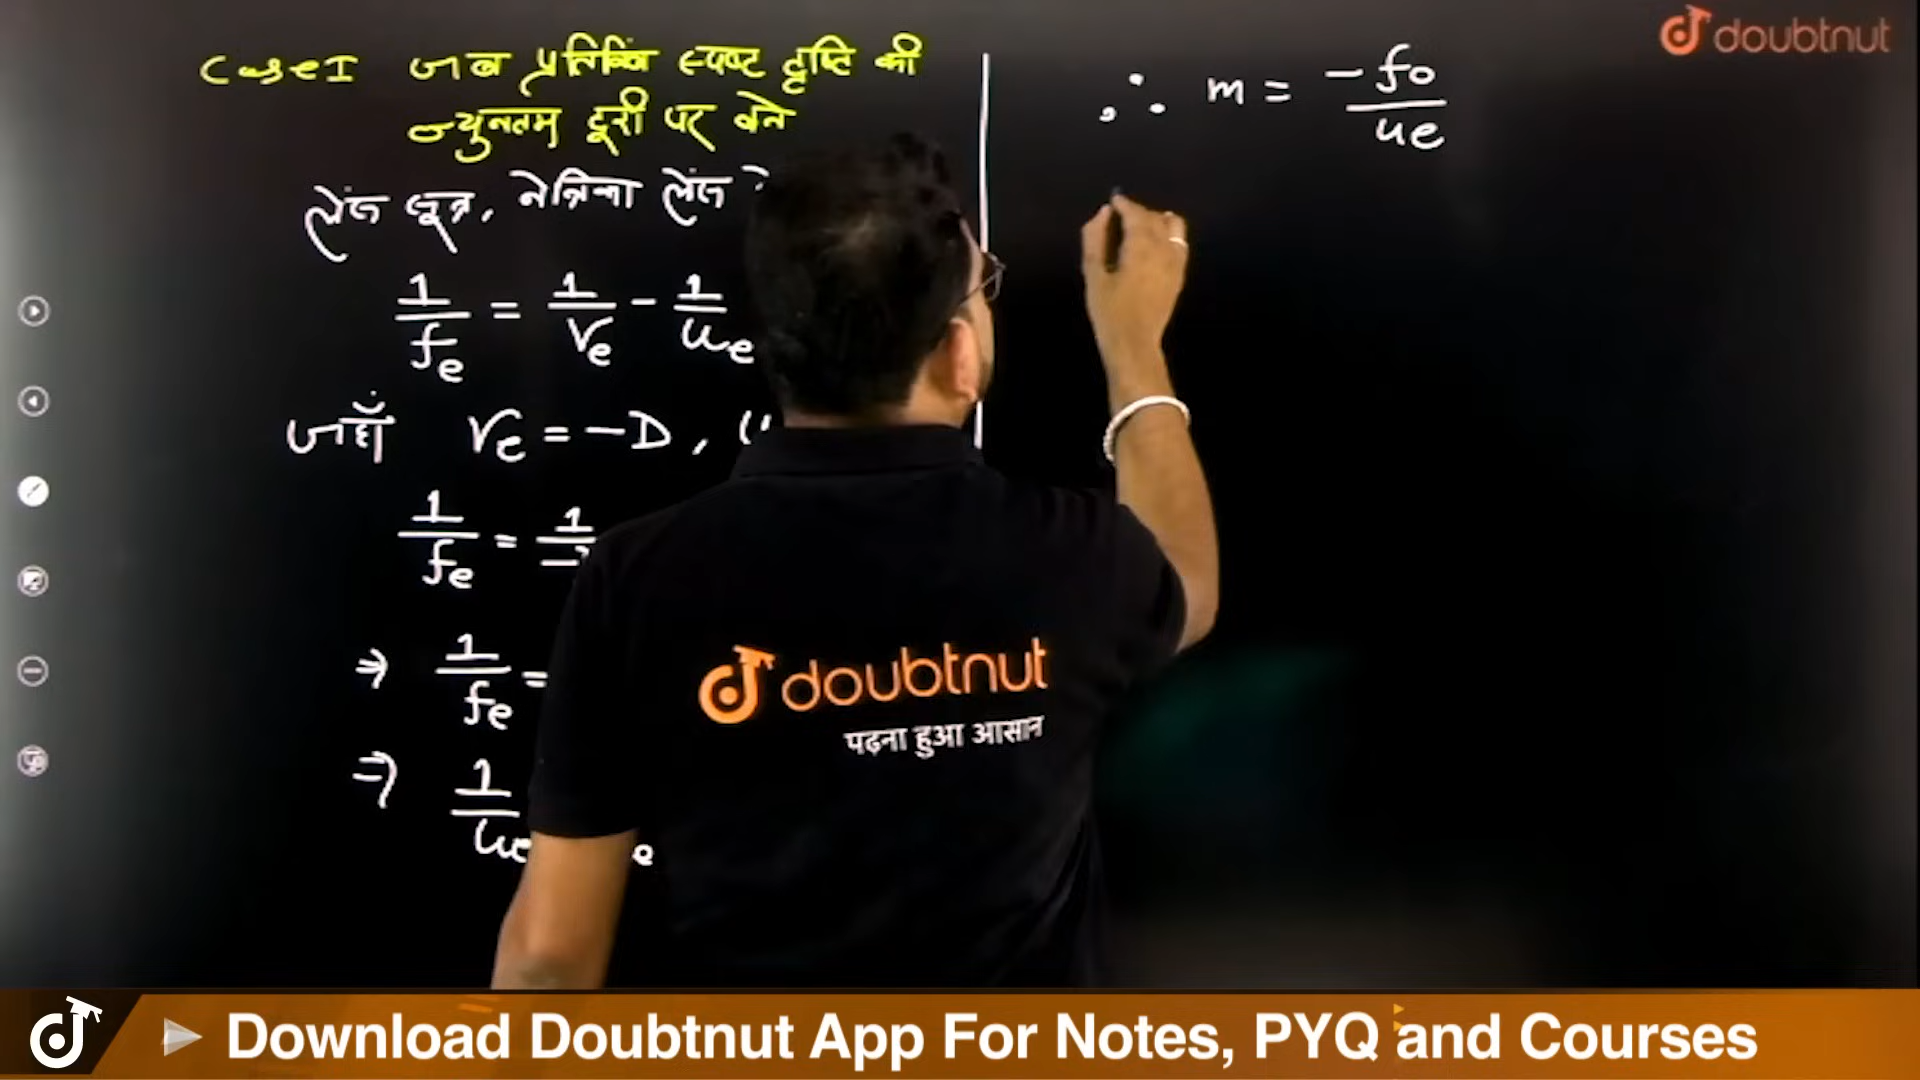 Case I जब प्रतिबिंब स्पष्ट दृष्टि की
न्युनतम दूरी पर बने
लेंस सूत्र, नेत्रिका लेंस
1/fe = 1/Ve - 1/ue
जहाँ Ve = -D,
1/fe = 1/-
⇒ 1/fe =
⇒ 1/ue e
∴ m = -fo/ue
doubtnut
doubtnut
पढ़ना हुआ आसान
Download Doubtnut App For Notes, PYQ and Courses